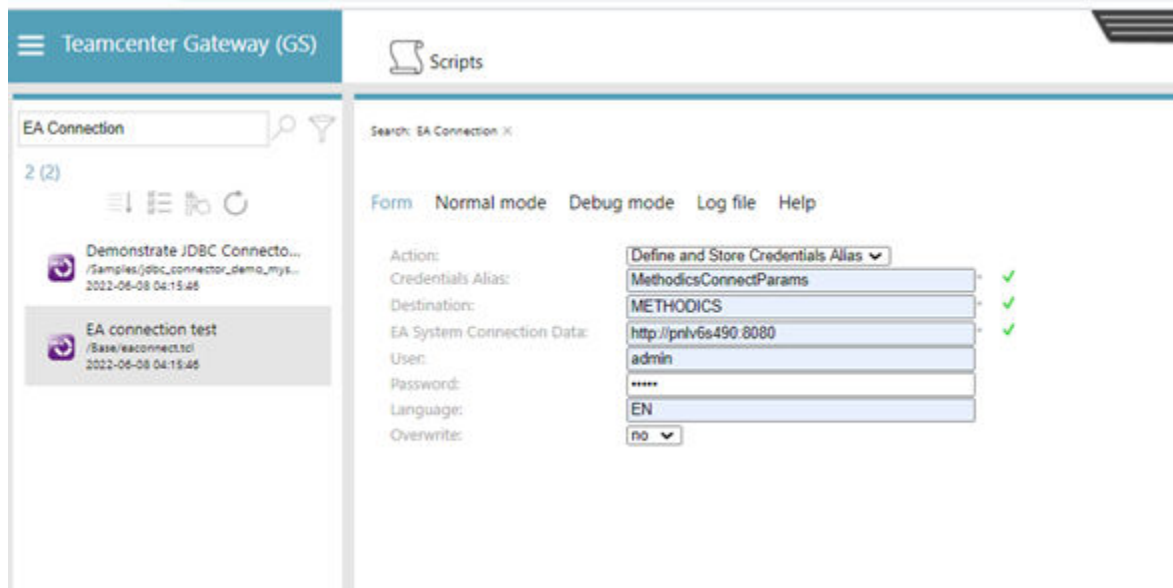 Teamcenter Gateway (GS)
Scripts
EA Connection
2 (2)
Demonstrate JDBC Connecto...
/Samples/jdbc_connector_demo_mys...
2022-06-08 04:15:46
EA connection test
/Base/eaconnect.tcl
2022-06-08 04:15:46
Search: EA Connection ×
Form Normal mode Debug mode Log file Help
Action: Define and Store Credentials Alias
Credentials Alias: MethodicsConnectParams *
Destination: METHODICS *
EA System Connection Data: http://pnlv6s490:8080 *
User: admin
Password: •••••
Language: EN
Overwrite: no